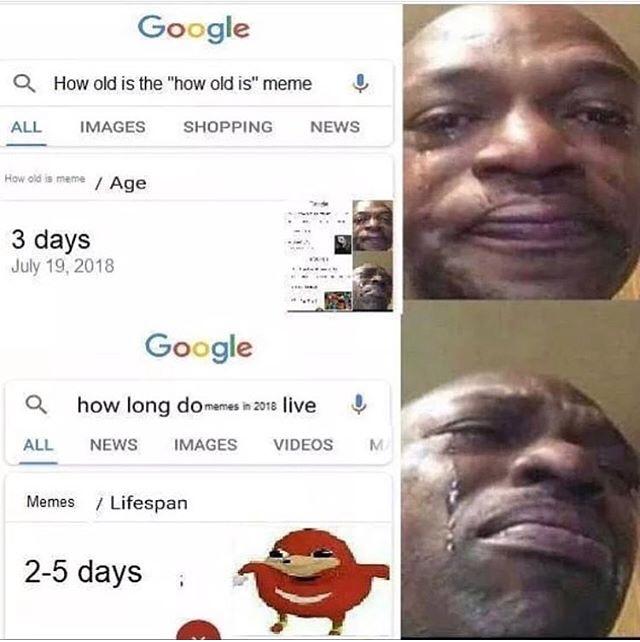 Google
How old is the "how old is" meme
ALL IMAGES SHOPPING NEWS
How old is meme / Age
3 days
July 19, 2018
Google
how long do memes in 2018 live
ALL NEWS IMAGES VIDEOS M
Memes / Lifespan
2-5 days ;